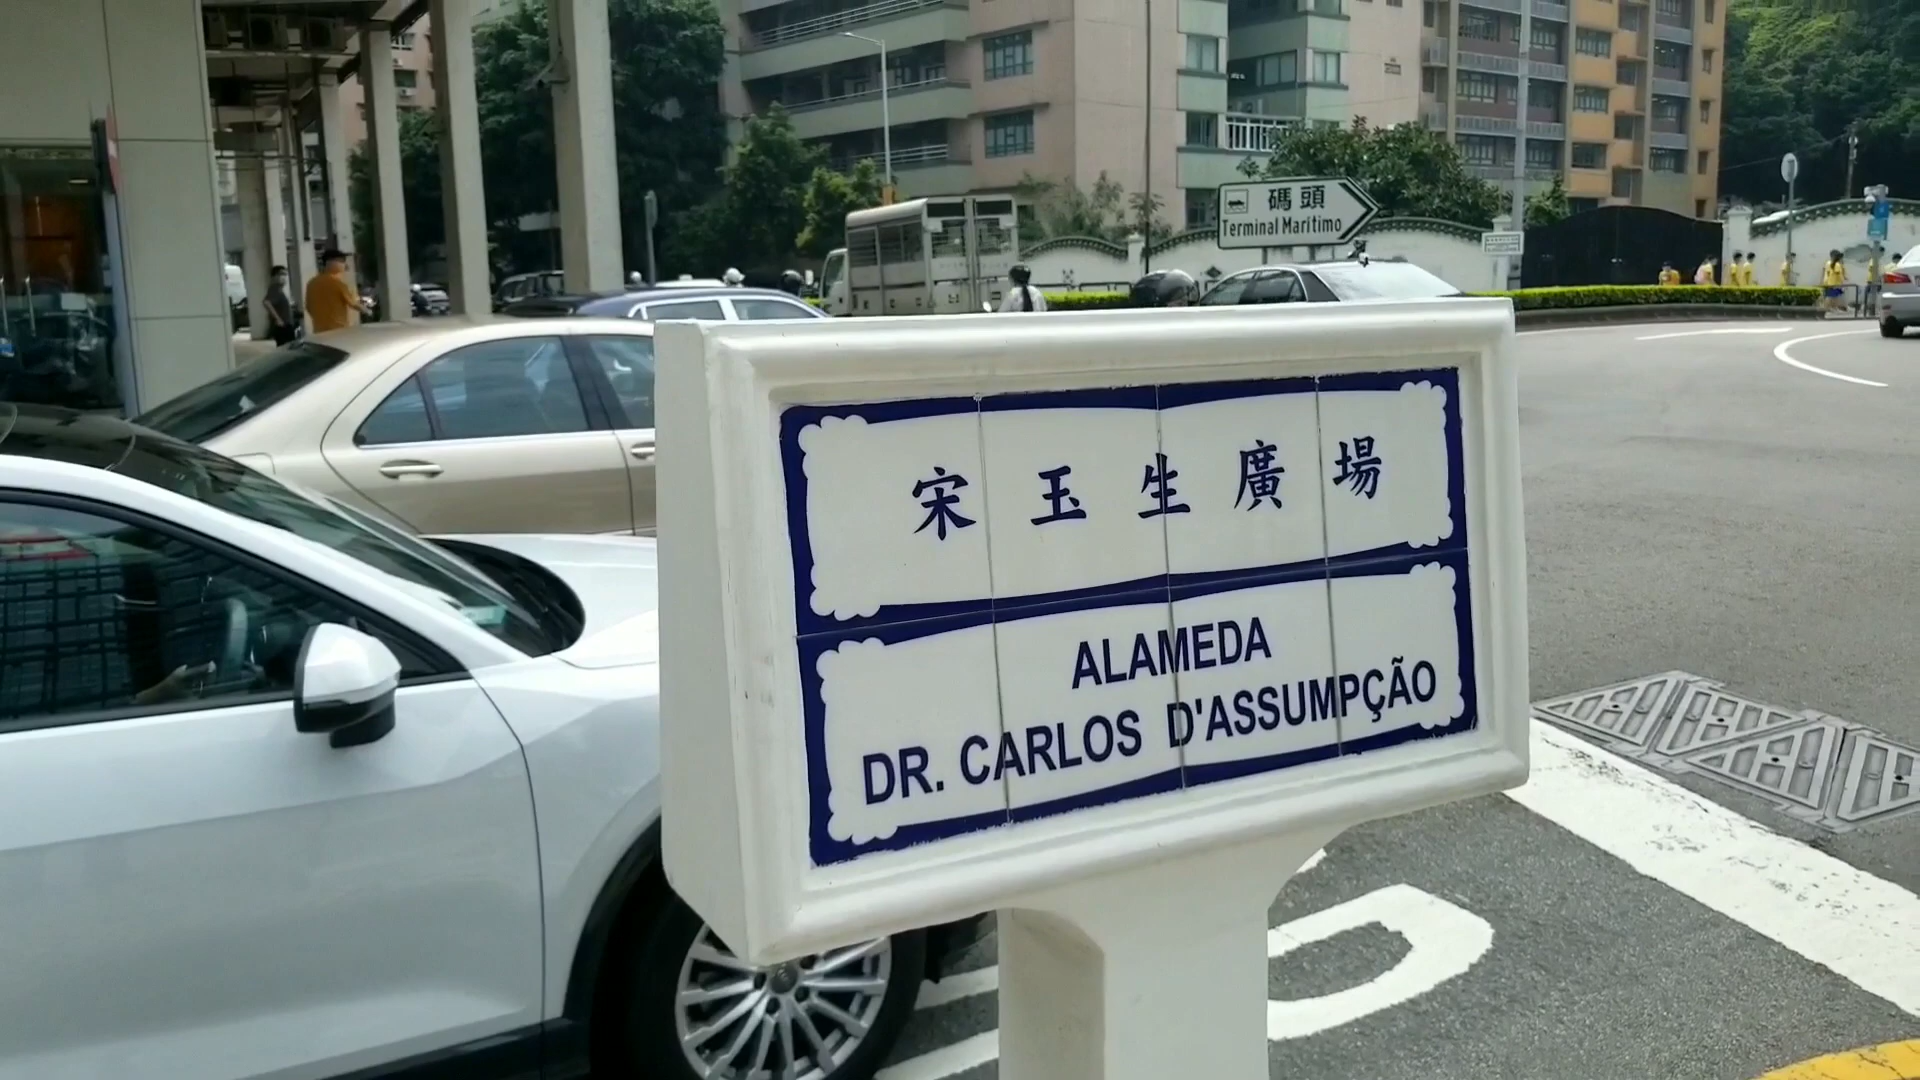 碼頭
Terminal Marítimo
宋玉生廣場
ALAMEDA
DR. CARLOS D'ASSUMPÇÃO